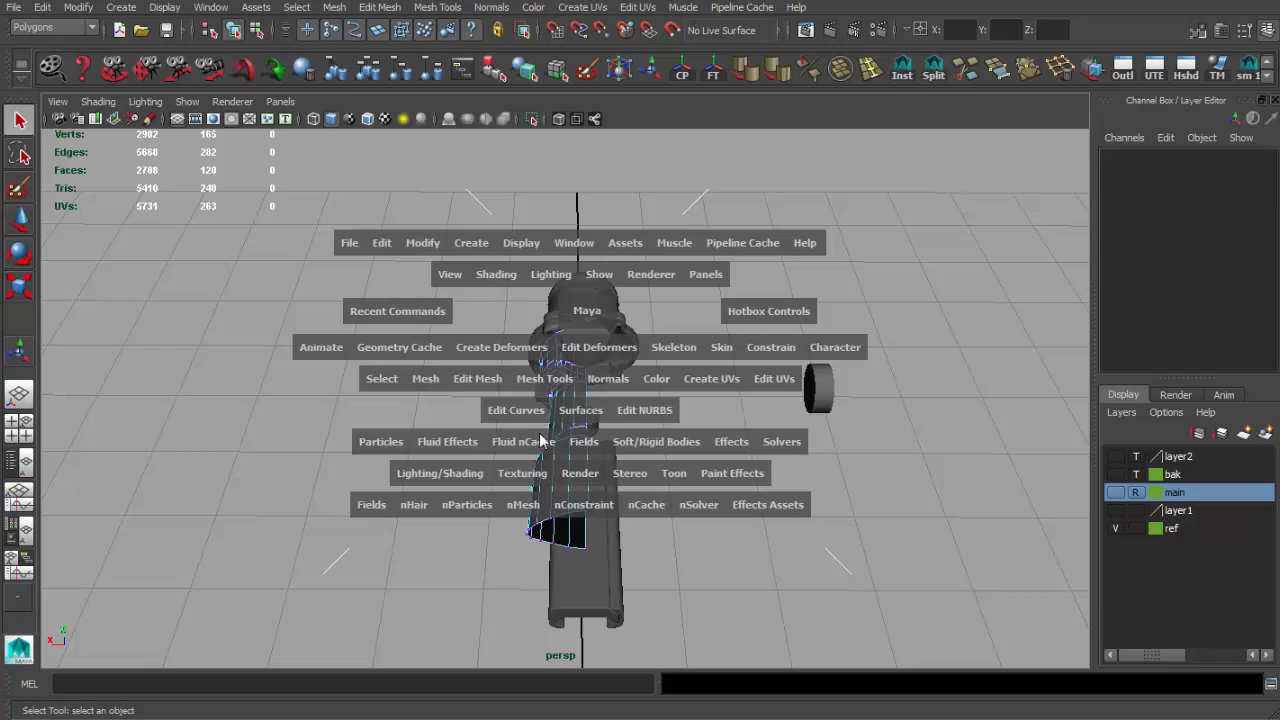 File Edit Modify Create Display Window Assets Select Mesh Edit Mesh Mesh Tools Normals Color Create UVs Edit UVs Muscle Pipeline Cache Help
Polygons No Live Surface X: Y: Z:
CP FT Inst Split Outl UTE Hshd TM sm 1
View Shading Lighting Show Renderer Panels
Channel Box / Layer Editor
Channels Edit Object Show
Verts: 2902 165 0
Edges: 5668 282 0
Faces: 2788 120 0
Tris: 5410 240 0
UVs: 5731 263 0
File Edit Modify Create Display Window Assets Muscle Pipeline Cache Help
View Shading Lighting Show Renderer Panels
Recent Commands Maya Hotbox Controls
Animate Geometry Cache Create Deformers Edit Deformers Skeleton Skin Constrain Character
Select Mesh Edit Mesh Mesh Tools Normals Color Create UVs Edit UVs
Edit Curves Surfaces Edit NURBS
Particles Fluid Effects Fluid nCache Fields Soft/Rigid Bodies Effects Solvers
Lighting/Shading Texturing Render Stereo Toon Paint Effects
Fields nHair nParticles nMesh nConstraint nCache nSolver Effects Assets
Display Render Anim
Layers Options Help
T layer2
T bak
R main
layer1
V ref
persp
MEL
Select Tool: select an object